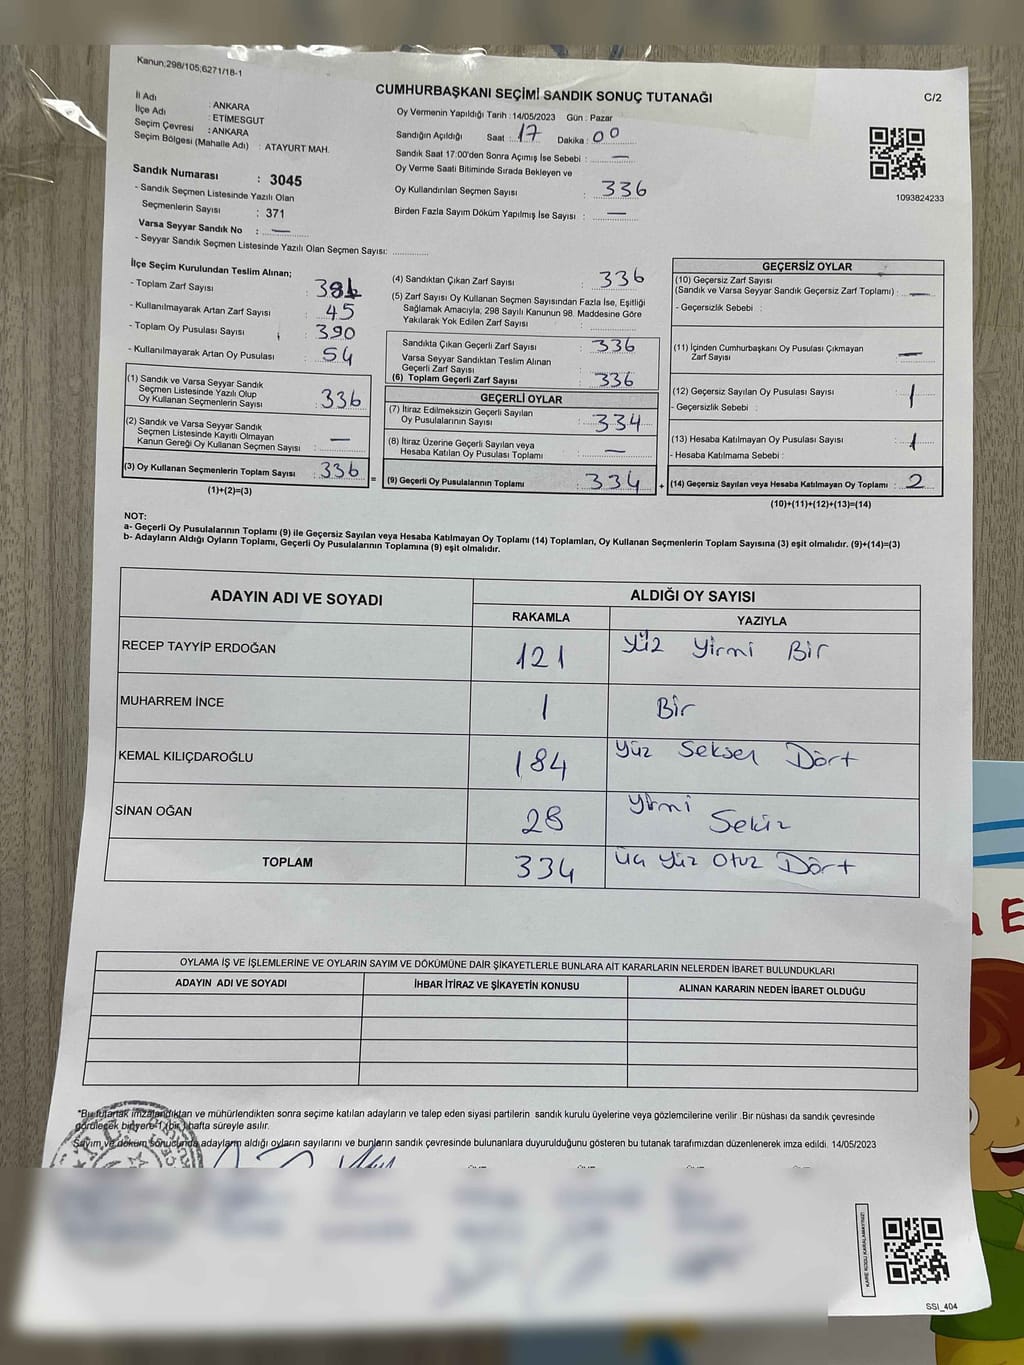 Kanun;298/105;6271/18-1
CUMHURBAŞKANI SEÇİMİ SANDIK SONUÇ TUTANAĞI
C/2
İl Adı : ANKARA
İlçe Adı : ETİMESGUT
Seçim Çevresi : ANKARA
Seçim Bölgesi (Mahalle Adı) : ATAYURT MAH.
Oy Vermenin Yapıldığı Tarih :14/05/2023 Gün : Pazar
Sandığın Açıldığı Saat : 17 Dakika : 00
Sandık Saat 17:00'den Sonra Açımış İse Sebebi : —
Oy Verme Saati Bitiminde Sırada Bekleyen ve
Oy Kullandırılan Seçmen Sayısı : 336
Birden Fazla Sayım Döküm Yapılmış İse Sayısı : —
1093824233
Sandık Numarası : 3045
- Sandık Seçmen Listesinde Yazılı Olan
Seçmenlerin Sayısı : 371
Varsa Seyyar Sandık No : —
- Seyyar Sandık Seçmen Listesinde Yazılı Olan Seçmen Sayısı:
İlçe Seçim Kurulundan Teslim Alınan;
- Toplam Zarf Sayısı :
- Kullanılmayarak Artan Zarf Sayısı : 45
- Toplam Oy Pusulası Sayısı : 390
- Kullanılmayarak Artan Oy Pusulası : 54
(1) Sandık ve Varsa Seyyar Sandık
Seçmen Listesinde Yazılı Olup
Oy Kullanan Seçmenlerin Sayısı : 336
(2) Sandık ve Varsa Seyyar Sandık
Seçmen Listesinde Kayıtlı Olmayan
Kanun Gereği Oy Kullanan Seçmen Sayısı : —
(3) Oy Kullanan Seçmenlerin Toplam Sayısı : 336
(1)+(2)=(3)
=
(4) Sandıktan Çıkan Zarf Sayısı : 336
(5) Zarf Sayısı Oy Kullanan Seçmen Sayısından Fazla İse, Eşitliği
Sağlamak Amacıyla; 298 Sayılı Kanunun 98. Maddesine Göre
Yakılarak Yok Edilen Zarf Sayısı :
Sandıkta Çıkan Geçerli Zarf Sayısı : 336
Varsa Seyyar Sandıktan Teslim Alınan
Geçerli Zarf Sayısı :
(6) Toplam Geçerli Zarf Sayısı : 336
GEÇERLİ OYLAR
(7) İtiraz Edilmeksizin Geçerli Sayılan
Oy Pusulalarının Sayısı : 334
(8) İtiraz Üzerine Geçerli Sayılan veya
Hesaba Katılan Oy Pusulası Toplamı : —
(9) Geçerli Oy Pusulalarının Toplamı : 334
+
GEÇERSİZ OYLAR
(10) Geçersiz Zarf Sayısı
(Sandık ve Varsa Seyyar Sandık Geçersiz Zarf Toplamı) : —
- Geçersizlik Sebebi :
(11) İçinden Cumhurbaşkanı Oy Pusulası Çıkmayan
Zarf Sayısı : —
(12) Geçersiz Sayılan Oy Pusulası Sayısı : 1
- Geçersizlik Sebebi :
(13) Hesaba Katılmayan Oy Pusulası Sayısı : 1
- Hesaba Katılmama Sebebi :
(14) Geçersiz Sayılan veya Hesaba Katılmayan Oy Toplamı : 2
(10)+(11)+(12)+(13)=(14)
NOT:
a- Geçerli Oy Pusulalarının Toplamı (9) ile Geçersiz Sayılan veya Hesaba Katılmayan Oy Toplamı (14) Toplamları, Oy Kullanan Seçmenlerin Toplam Sayısına (3) eşit olmalıdır. (9)+(14)=(3)
b- Adayların Aldığı Oyların Toplamı, Geçerli Oy Pusulalarının Toplamına (9) eşit olmalıdır.
ADAYIN ADI VE SOYADI ALDIĞI OY SAYISI
RAKAMLA YAZIYLA
RECEP TAYYİP ERDOĞAN 121 Yüz Yirmi Bir
MUHARREM İNCE 1 Bir
KEMAL KILIÇDAROĞLU 184 Yüz Seksen Dört
SİNAN OĞAN 28 Yirmi Sekiz
TOPLAM 334 Üç Yüz Otuz Dört
OYLAMA İŞ VE İŞLEMLERİNE VE OYLARIN SAYIM VE DÖKÜMÜNE DAİR ŞİKAYETLERLE BUNLARA AİT KARARLARIN NELERDEN İBARET BULUNDUKLARI
ADAYIN ADI VE SOYADI İHBAR İTİRAZ VE ŞİKAYETİN KONUSU ALINAN KARARIN NEDEN İBARET OLDUĞU
*Bu tutanak imzalandıktan ve mühürlendikten sonra seçime katılan adayların ve talep eden siyasi partilerin sandık kurulu üyelerine veya gözlemcilerine verilir .Bir nüshası da sandık çevresinde
görülecek bir yere 1 (bir) hafta süreyle asılır.
Sayım ve döküm sonucunda adayların aldığı oyların sayılarını ve bunların sandık çevresinde bulunanlara duyurulduğunu gösteren bu tutanak tarafımızdan düzenlenerek imza edildi. 14/05/2023
KARE KODU KARALAMAYINIZ!
SSI_404